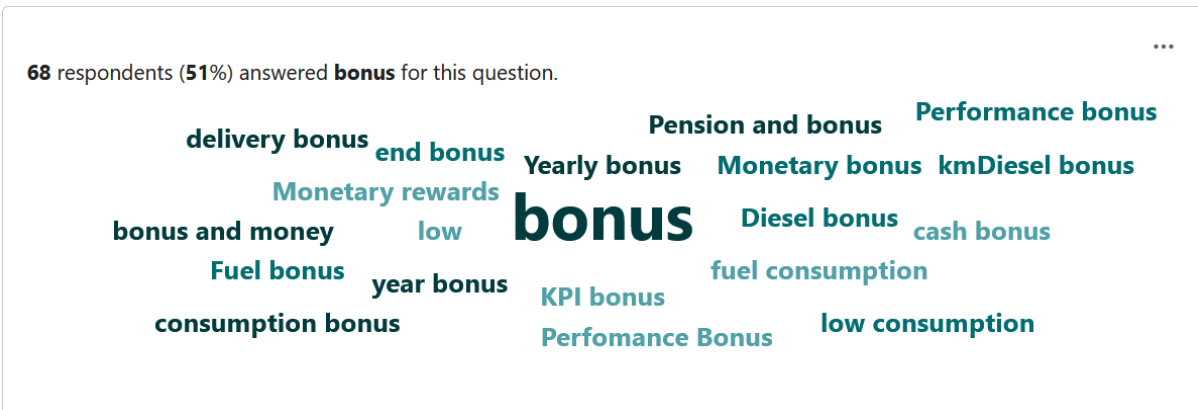 68 respondents (51%) answered bonus for this question.
Performance bonus
Pension and bonus
delivery bonus
end bonus
Yearly bonus
Monetary bonus
kmDiesel bonus
Monetary rewards
bonus
Diesel bonus
bonus and money
low
cash bonus
Fuel bonus
fuel consumption
year bonus
KPI bonus
consumption bonus
low consumption
Perfomance Bonus